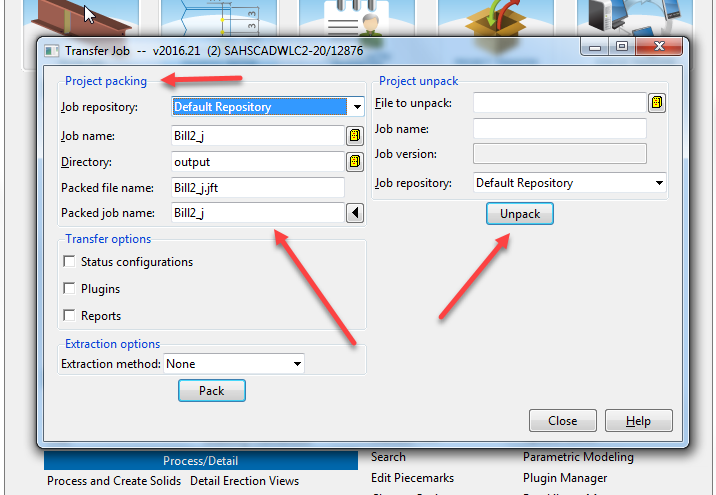 Transfer Job -- v2016.21 (2) SAHSCADWLC2-20/12876
Project packing
Job repository: Default Repository
Job name: Bill2_j
Directory: output
Packed file name: Bill2_j.jft
Packed job name: Bill2_j
Transfer options
Status configurations
Plugins
Reports
Extraction options
Extraction method: None
Pack
Project unpack
File to unpack:
Job name:
Job version:
Job repository: Default Repository
Unpack
Close Help
Process/Detail
Process and Create Solids Detail Erection Views
Search
Edit Piecemarks
Parametric Modeling
Plugin Manager